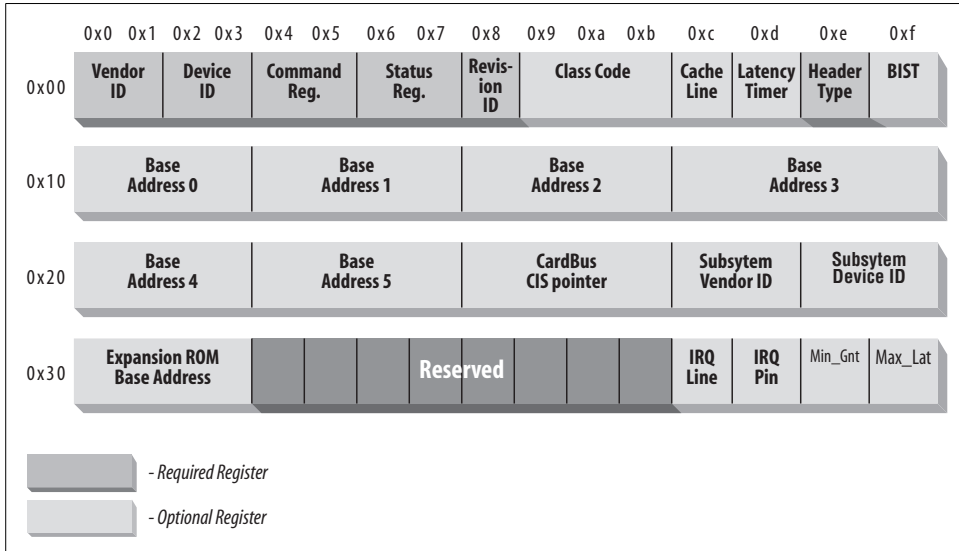 0x0 0x1 0x2 0x3 0x4 0x5 0x6 0x7 0x8 0x9 0xa 0xb 0xc 0xd 0xe 0xf
0x00
Vendor
ID
Device
ID
Command
Reg.
Status
Reg.
Revis-
ion
ID
Class Code
Cache
Line
Latency
Timer
Header
Type
BIST
0x10
Base
Address 0
Base
Address 1
Base
Address 2
Base
Address 3
0x20
Base
Address 4
Base
Address 5
CardBus
CIS pointer
Subsytem
Vendor ID
Subsytem
Device ID
0x30
Expansion ROM
Base Address
Reserved
IRQ
Line
IRQ
Pin
Min_Gnt
Max_Lat
- Required Register
- Optional Register